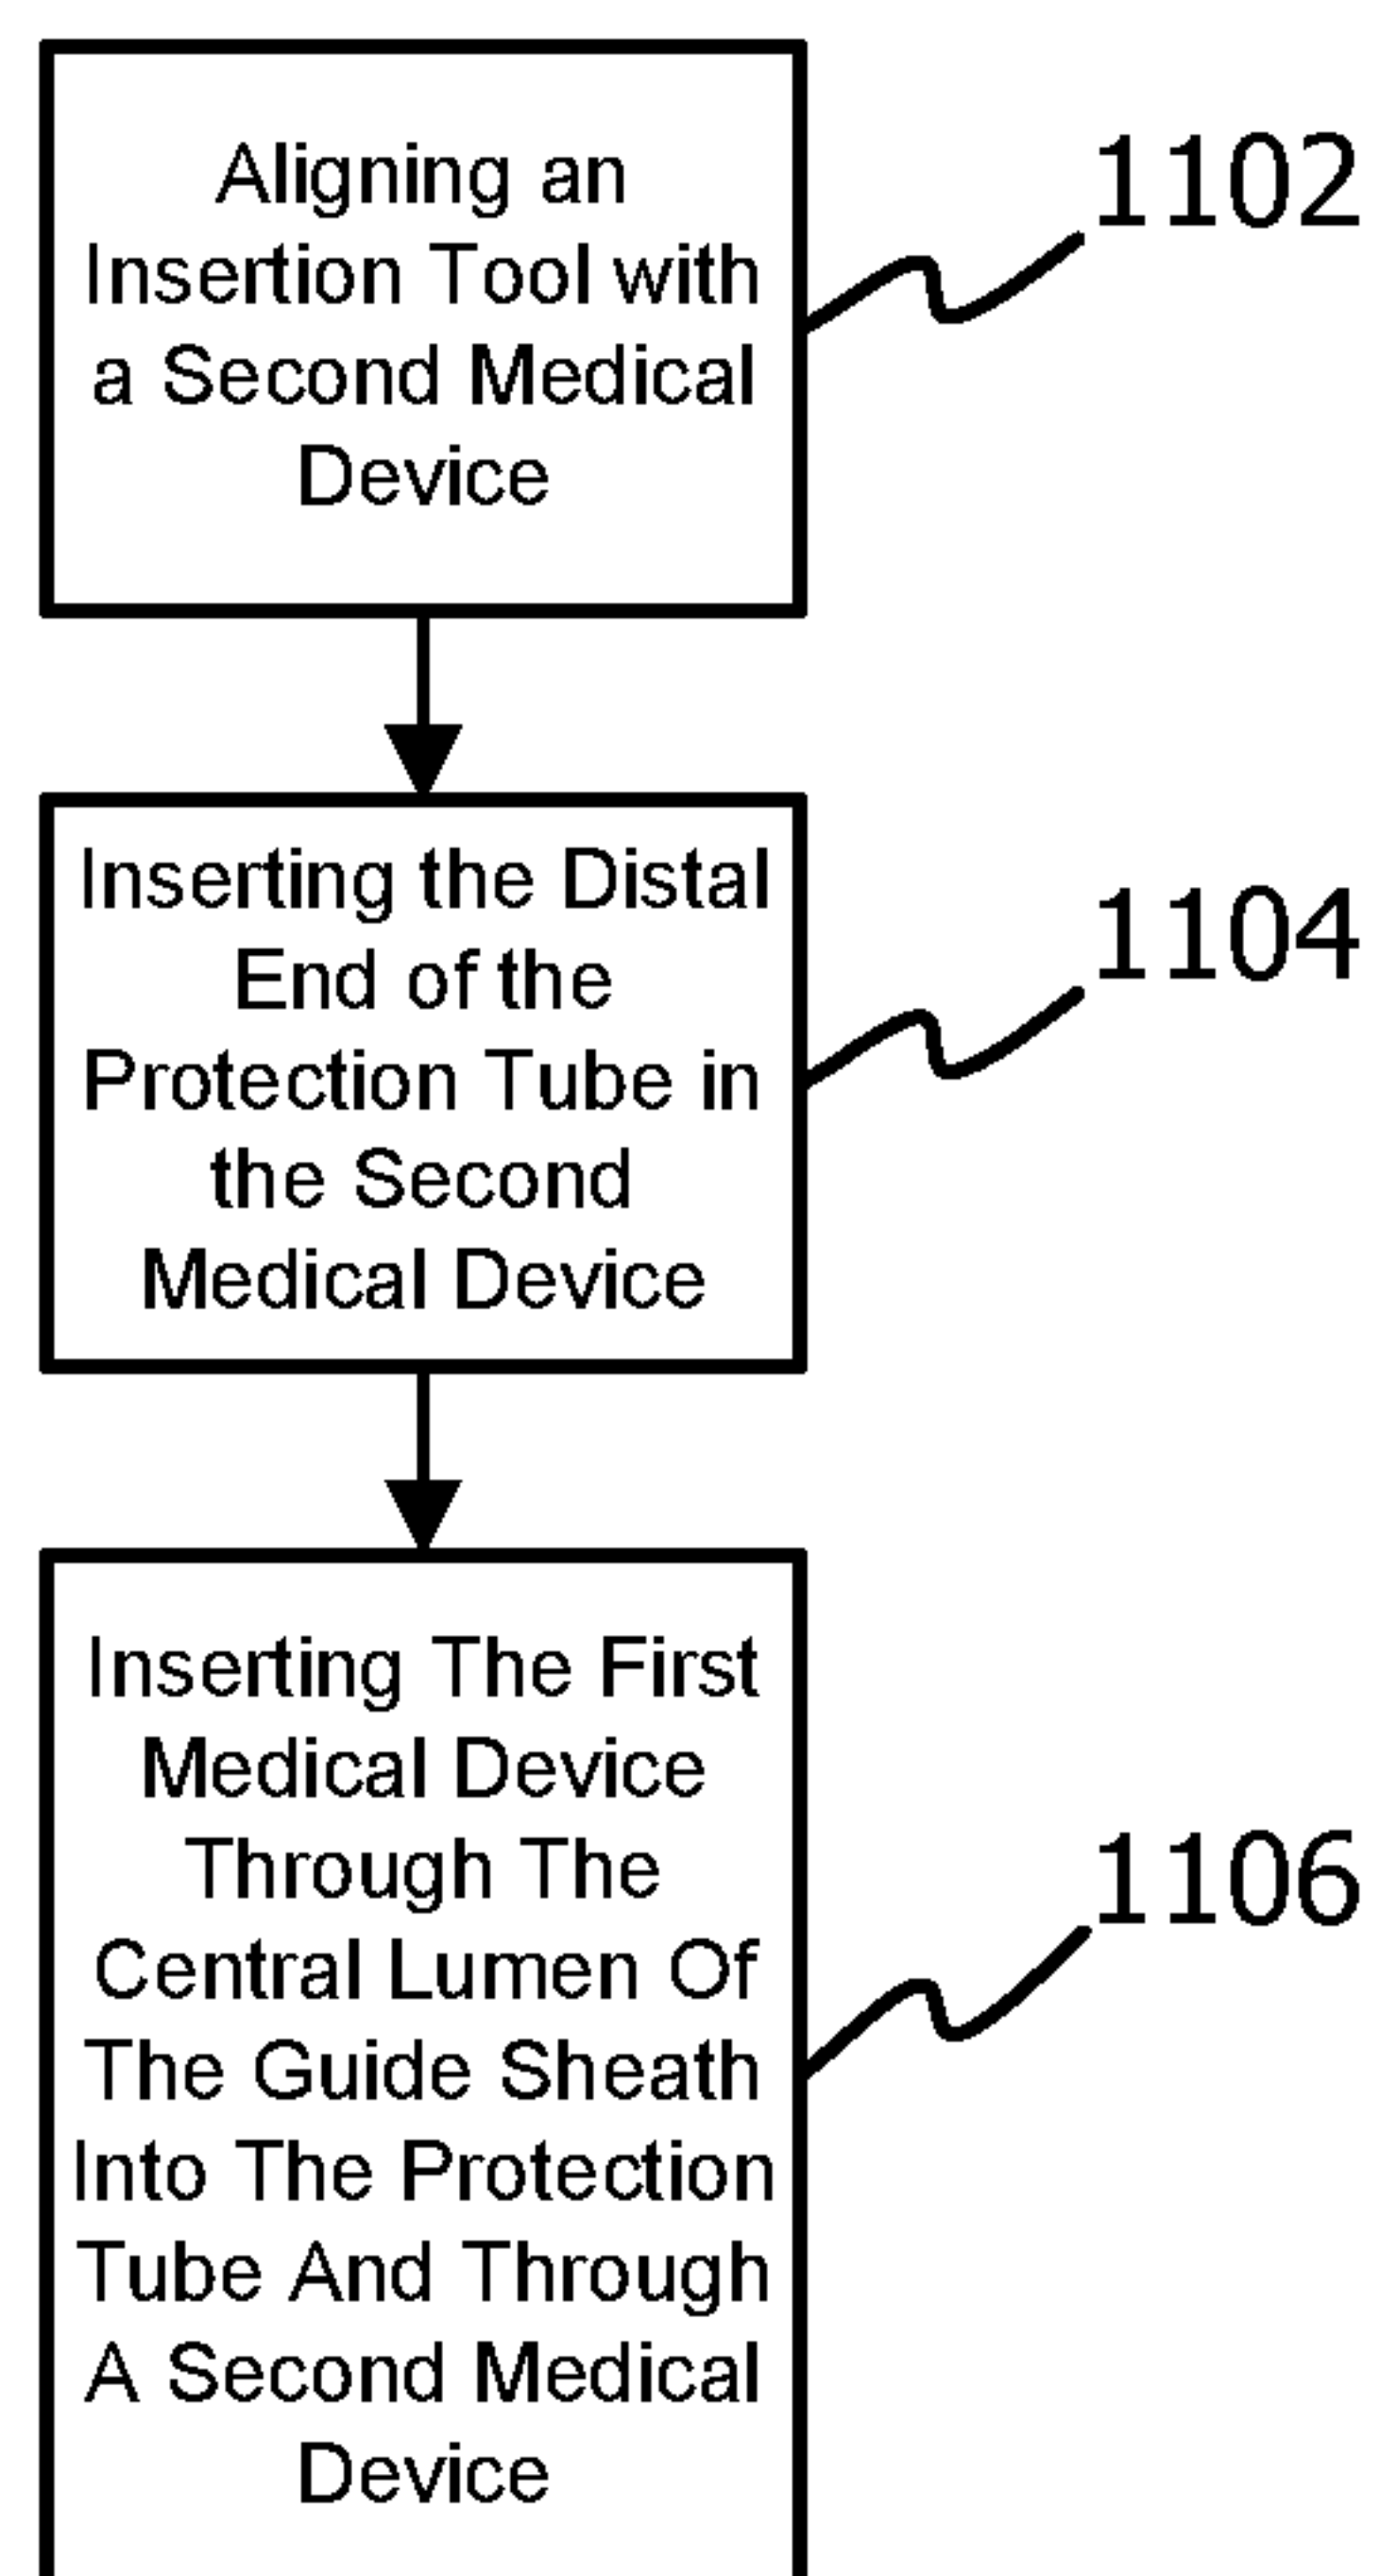 Aligning an
Insertion Tool with
a Second Medical
Device
1102
Inserting the Distal
End of the
Protection Tube in
the Second
Medical Device
1104
Inserting The First
Medical Device
Through The
Central Lumen Of
The Guide Sheath
Into The Protection
Tube And Through
A Second Medical
Device
1106